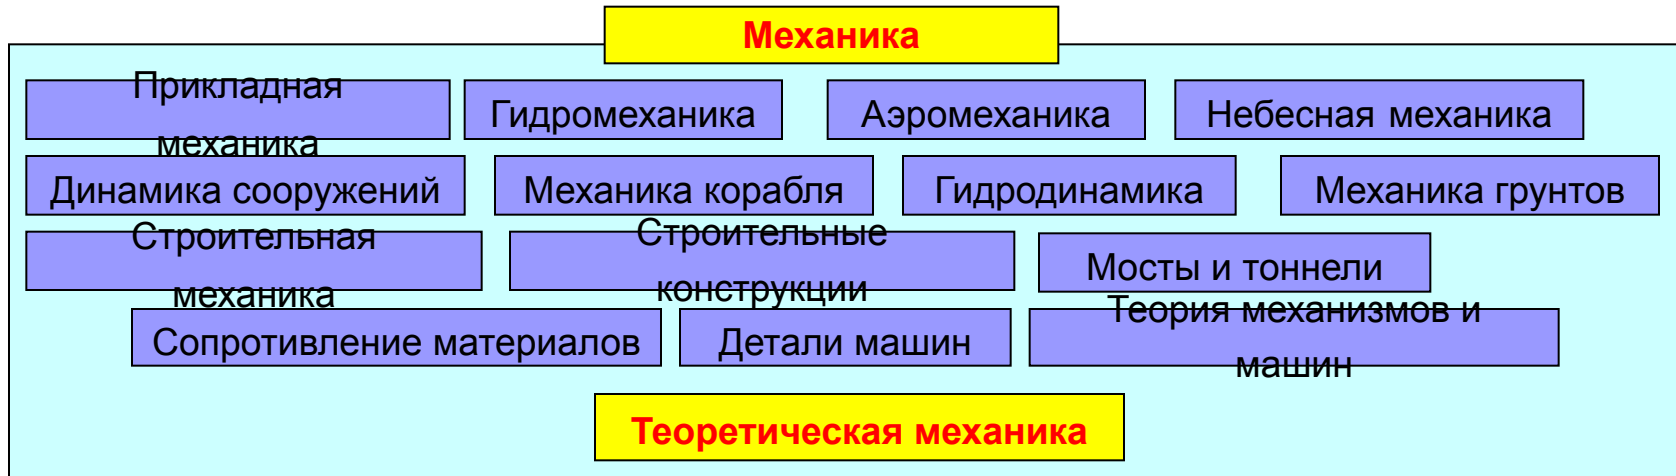 Механика
Прикладная
механика
Гидромеханика
Аэромеханика
Небесная механика
Динамика сооружений
Механика корабля
Гидродинамика
Механика грунтов
Строительная
механика
Строительные
конструкции
Мосты и тоннели
Сопротивление материалов
Детали машин
Теория механизмов и
машин
Теоретическая механика